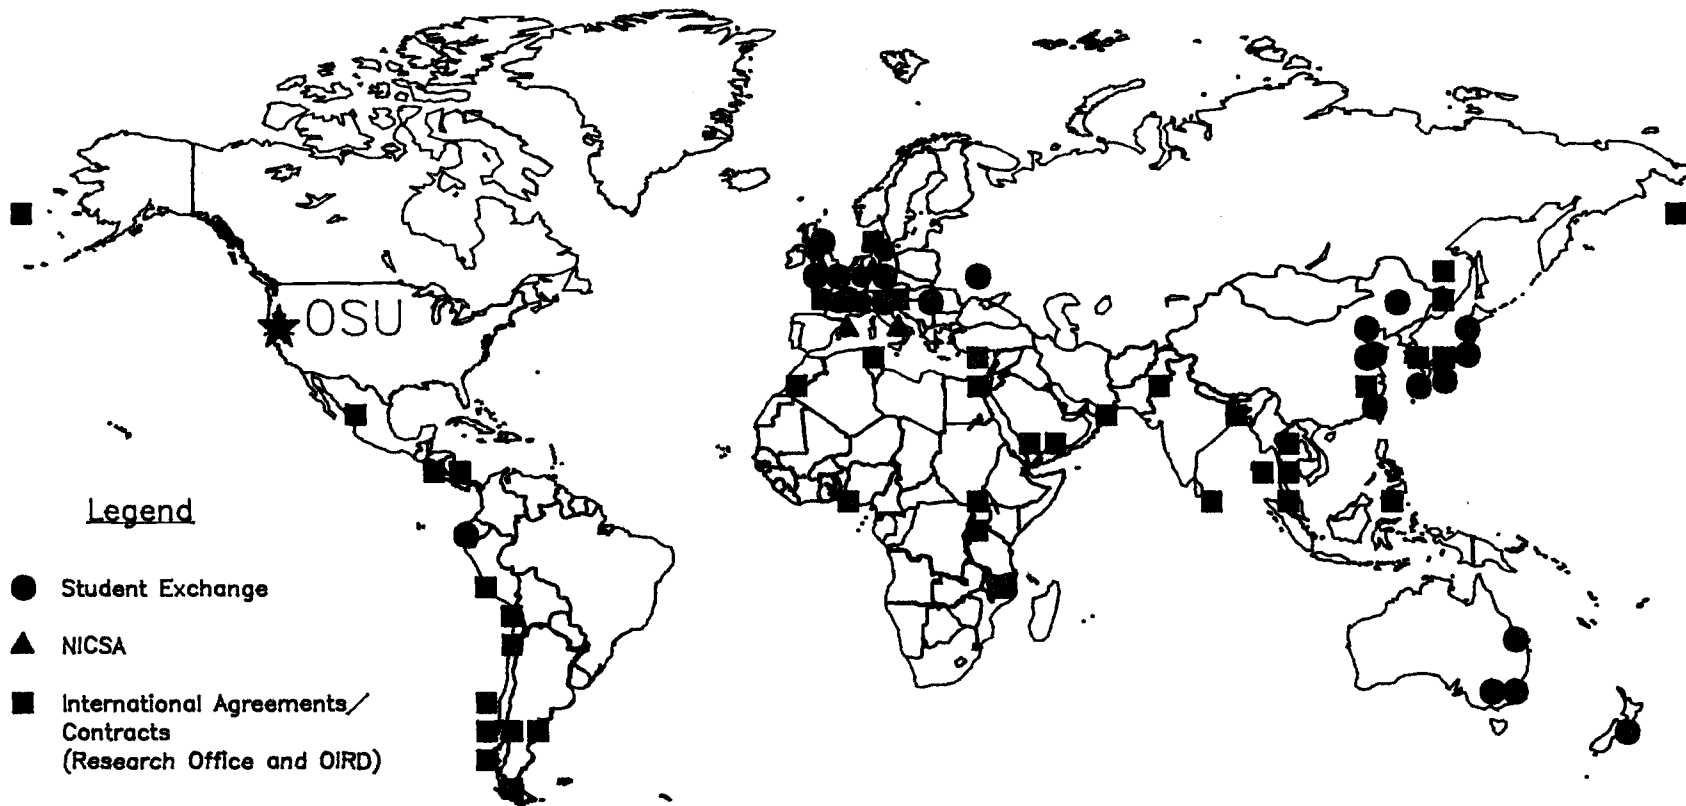 OSU
Legend
Student Exchange
NICSA
International Agreements/
Contracts
(Research Office and OIRD)